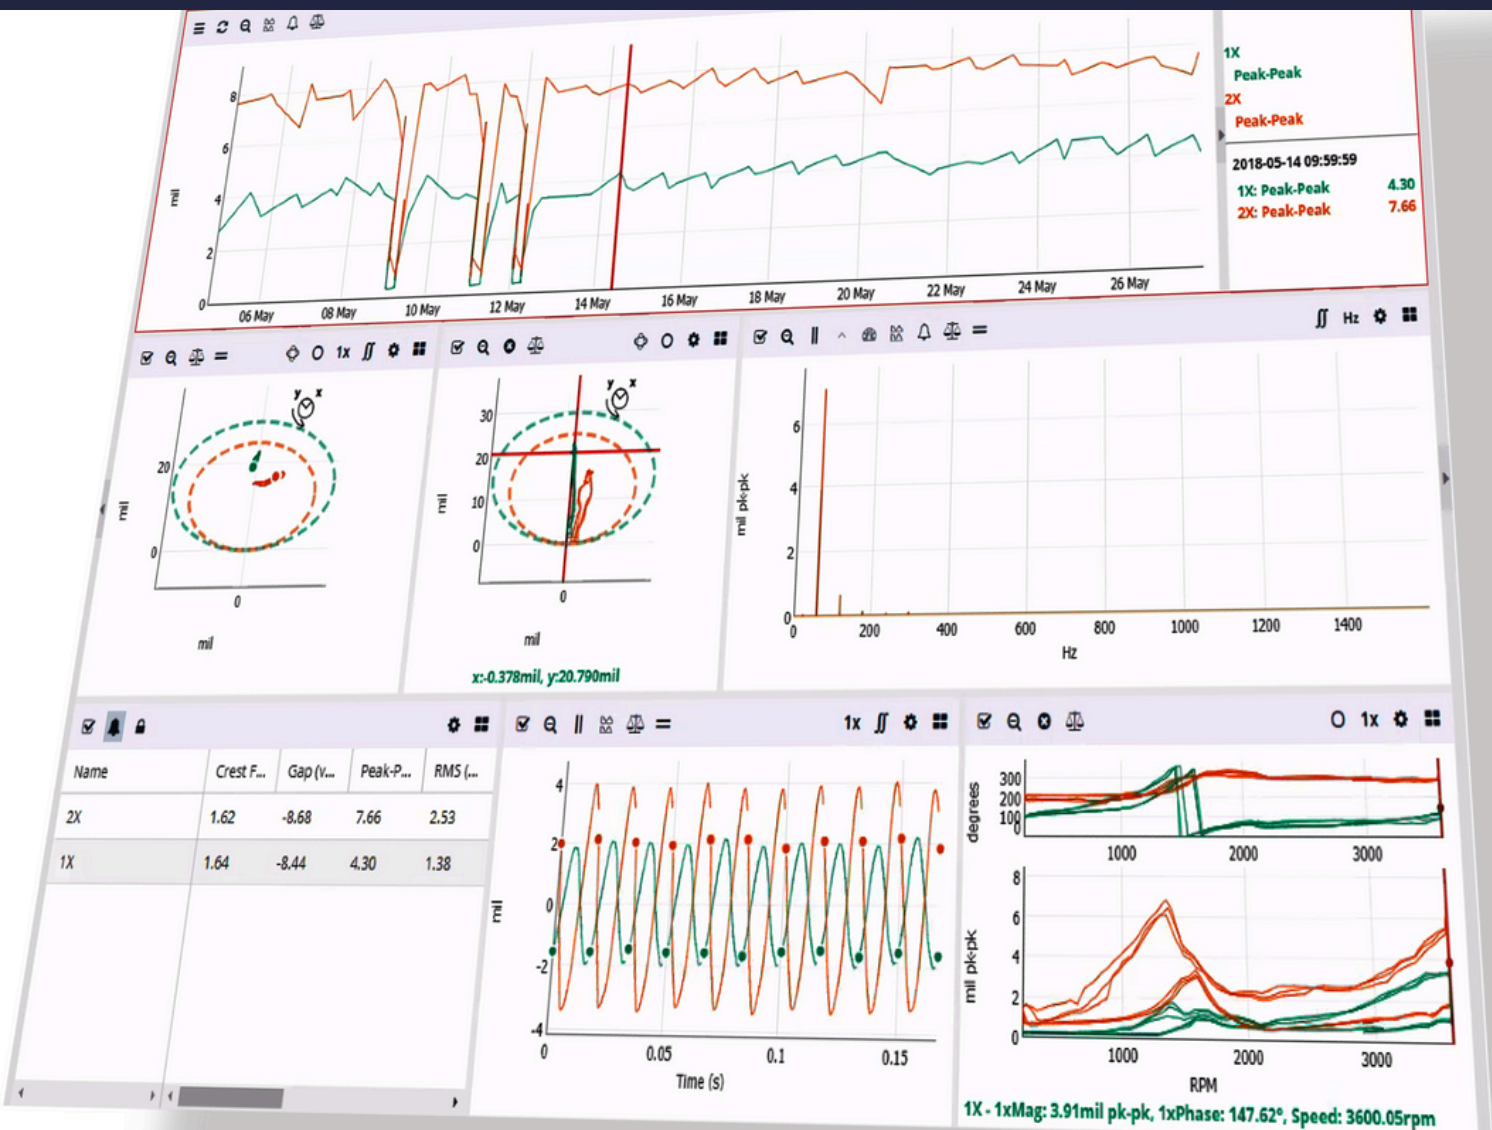 8
6
4
2
0
mil
06 May
08 May
10 May
12 May
14 May
16 May
18 May
20 May
22 May
24 May
26 May
1X
Peak-Peak
2X
Peak-Peak
2018-05-14 09:59:59
1X: Peak-Peak 4.30
2X: Peak-Peak 7.66
1x
y x
20
0
mil
0
mil
y x
30
20
10
0
mil
0
mil
x:-0.378mil, y:20.790mil
Hz
6
4
2
0
mil pk-pk
0 200 400 600 800 1000 1200 1400
Hz
Name Crest F... Gap (v... Peak-P... RMS (...
2X 1.62 -8.68 7.66 2.53
1X 1.64 -8.44 4.30 1.38
1x
4
2
0
-2
-4
mil
0 0.05 0.1 0.15
Time (s)
1x
300
200
100
0
degrees
1000 2000 3000
8
6
4
2
0
mil pk-pk
1000 2000 3000
RPM
1X - 1xMag: 3.91mil pk-pk, 1xPhase: 147.62°, Speed: 3600.05rpm